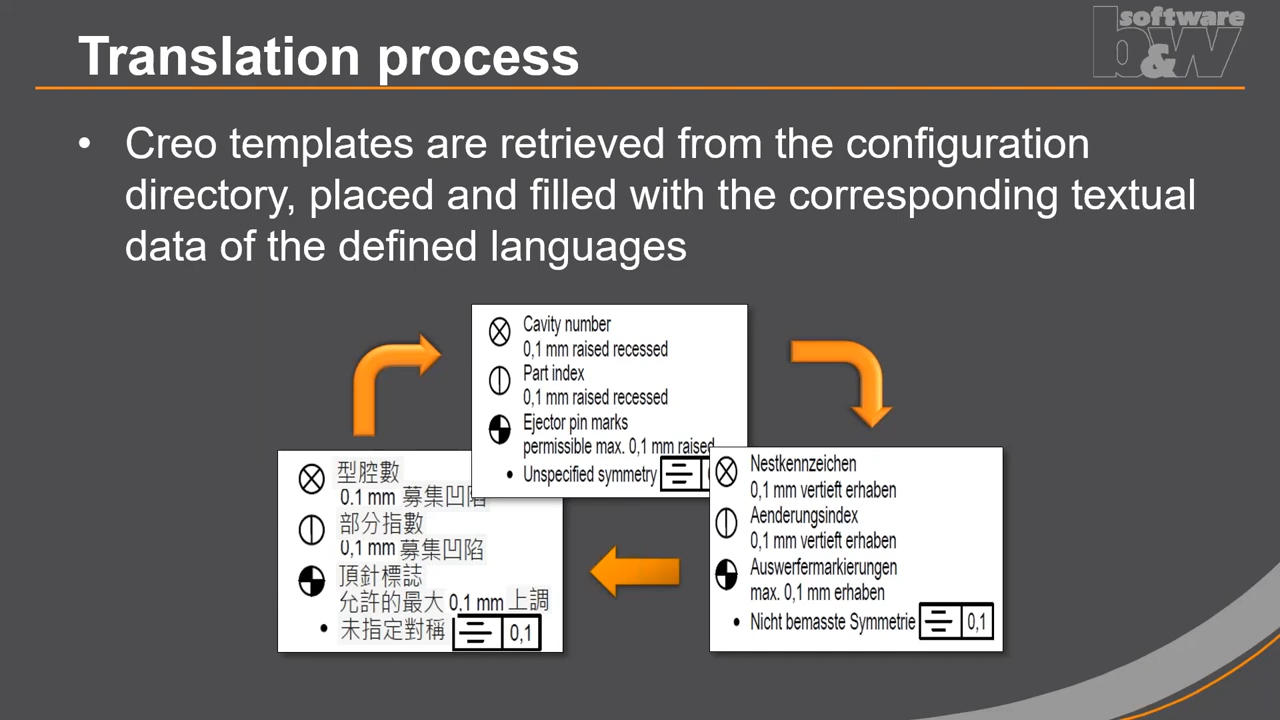 Translation process
software
b&w
• Creo templates are retrieved from the configuration
directory, placed and filled with the corresponding textual
data of the defined languages
Cavity number
0,1 mm raised recessed
Part index
0,1 mm raised recessed
Ejector pin marks
permissible max. 0,1 mm raised
• Unspecified symmetry
Nestkennzeichen
0,1 mm vertieft erhaben
Aenderungsindex
0,1 mm vertieft erhaben
Auswerfermarkierungen
max. 0,1 mm erhaben
• Nicht bemasste Symmetrie 0,1
型腔數
0.1 mm 募集凹陷
部分指數
0,1 mm 募集凹陷
頂針標誌
允許的最大 0,1 mm 上調
• 未指定對稱 0,1